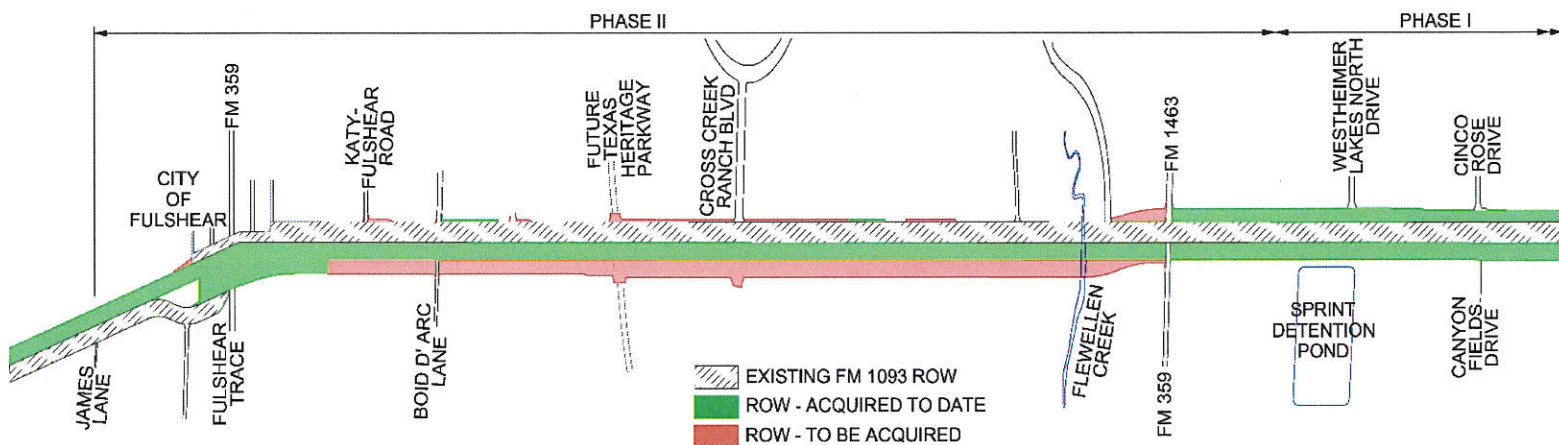 PHASE II
PHASE I
CITY
OF
FULSHEAR
FM 359
KATY-
FULSHEAR
ROAD
FUTURE
TEXAS
HERITAGE
PARKWAY
CROSS CREEK
RANCH BLVD
FM 1463
WESTHEIMER
LAKES NORTH
DRIVE
CINCO
ROSE
DRIVE
JAMES
LANE
FULSHEAR
TRACE
BOID D' ARC
LANE
FLEWELLEN
CREEK
FM 359
SPRINT
DETENTION
POND
CANYON
FIELDS
DRIVE
EXISTING FM 1093 ROW
ROW - ACQUIRED TO DATE
ROW - TO BE ACQUIRED